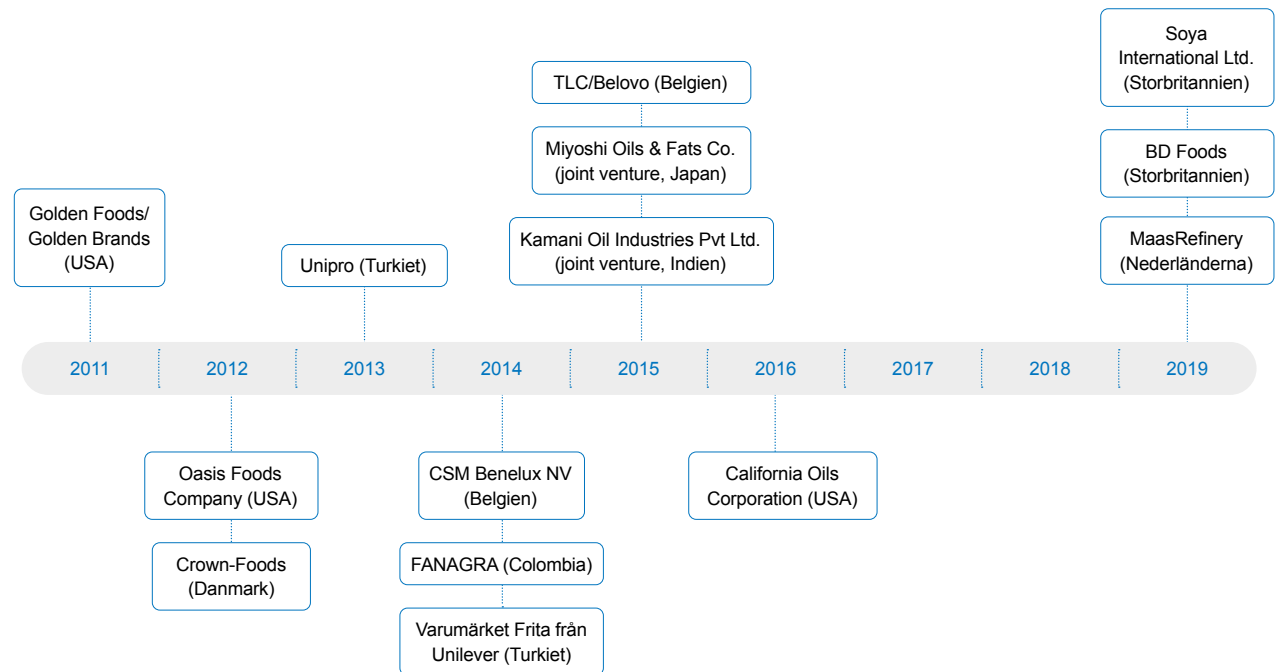 Soya
International Ltd.
(Storbritannien)
TLC/Belovo (Belgien)
Miyoshi Oils & Fats Co.
(joint venture, Japan)
BD Foods
(Storbritannien)
Golden Foods/
Golden Brands
(USA)
Unipro (Turkiet)
Kamani Oil Industries Pvt Ltd.
(joint venture, Indien)
MaasRefinery
(Nederländerna)
2011 2012 2013 2014 2015 2016 2017 2018 2019
Oasis Foods
Company (USA)
CSM Benelux NV
(Belgien)
California Oils
Corporation (USA)
Crown-Foods
(Danmark)
FANAGRA (Colombia)
Varumärket Frita från
Unilever (Turkiet)